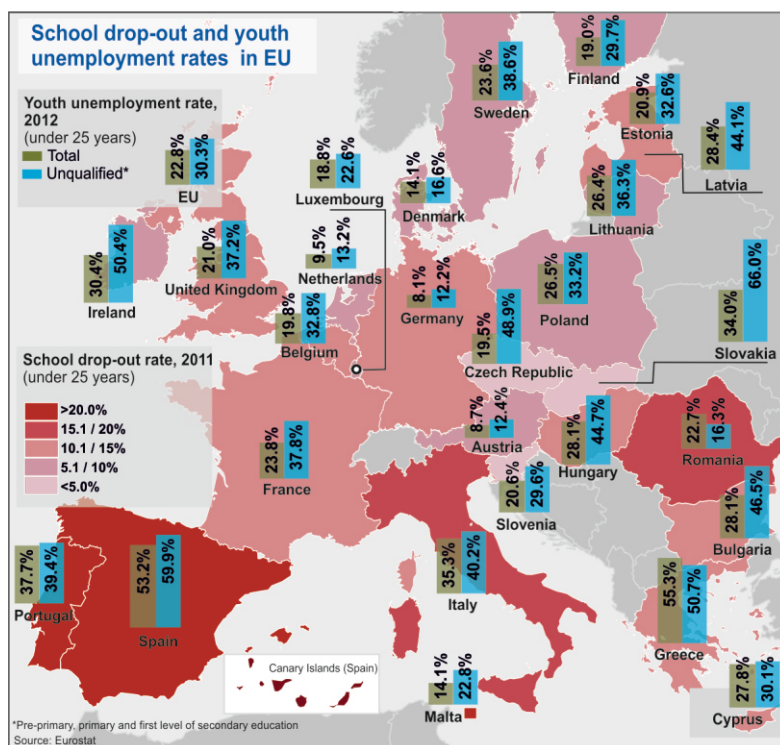 School drop-out and youth
unemployment rates in EU
Youth unemployment rate,
2012
(under 25 years)
Total
Unqualified*
22.8% 30.3%
EU
18.8% 22.6%
Luxembourg
14.1% 16.6%
Denmark
23.6% 38.6%
Sweden
19.0% 29.7%
Finland
20.9% 32.6%
Estonia
28.4% 44.1%
Latvia
26.4% 36.3%
Lithuania
30.4% 50.4%
Ireland
21.0% 37.2%
United Kingdom
9.5% 13.2%
Netherlands
19.8% 32.8%
Belgium
8.1% 12.2%
Germany
26.5% 33.2%
Poland
34.0% 66.0%
Slovakia
19.5% 48.9%
Czech Republic
School drop-out rate, 2011
(under 25 years)
>20.0%
15.1 / 20%
10.1 / 15%
5.1 / 10%
<5.0%
23.8% 37.8%
France
8.7% 12.4%
Austria
28.1% 44.7%
Hungary
22.7% 16.3%
Romania
20.6% 29.6%
Slovenia
28.1% 46.5%
Bulgaria
37.7% 39.4%
Portugal
53.2% 59.9%
Spain
35.3% 40.2%
Italy
55.3% 50.7%
Greece
Canary Islands (Spain)
14.1% 22.8%
Malta
27.8% 30.1%
Cyprus
*Pre-primary, primary and first level of secondary education
Source: Eurostat